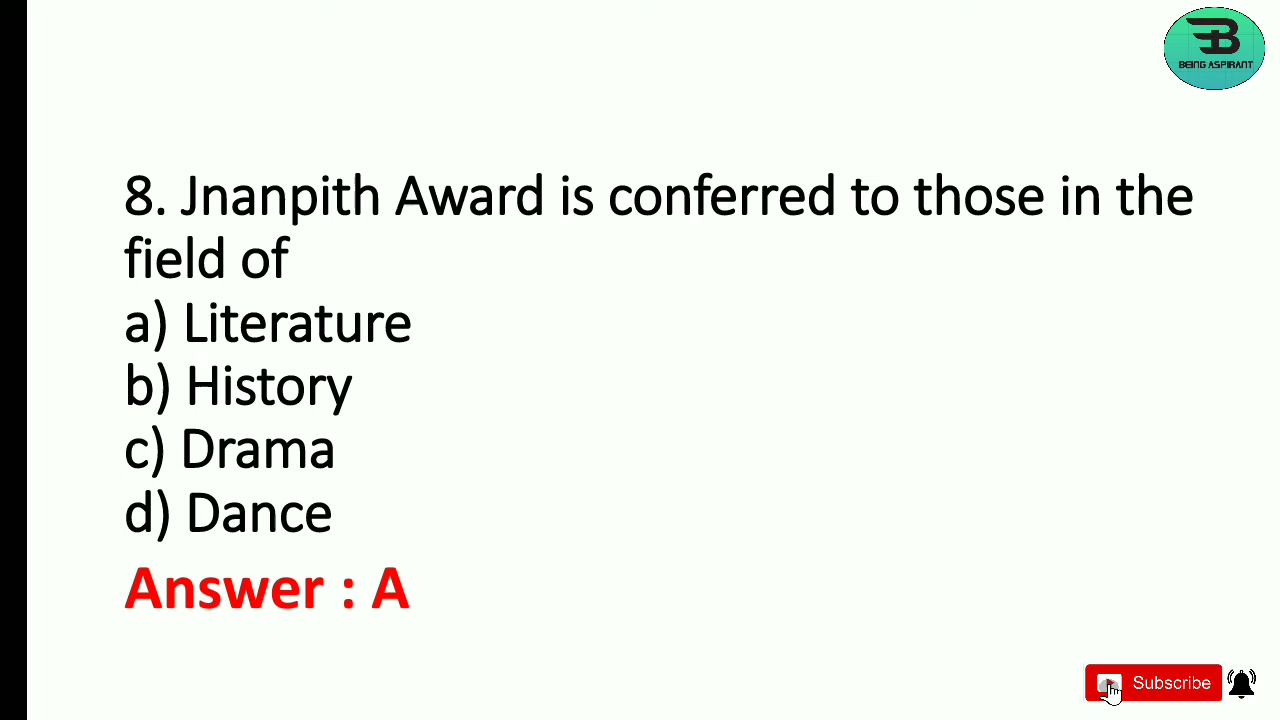 BEING ASPIRANT
8. Jnanpith Award is conferred to those in the
field of
a) Literature
b) History
c) Drama
d) Dance
Answer : A
Subscribe